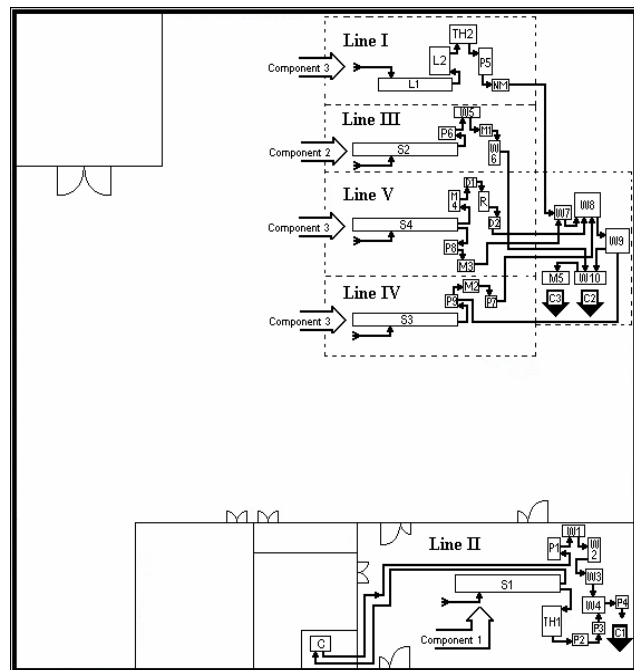 Line I
TH2
L2
P5
Component 3
L1
NM
Line III
W5
P6
M1
Component 2
S2
W6
Line V
D1
M4
R
W8
W7
Component 3
S4
D2
W9
P8
M3
M5
W10
Line IV
M2
C3
C2
P9
P7
Component 3
S3
Line II
W1
P1
W2
W3
S1
W4
P4
TH1
P3
C1
C
Component 1
P2